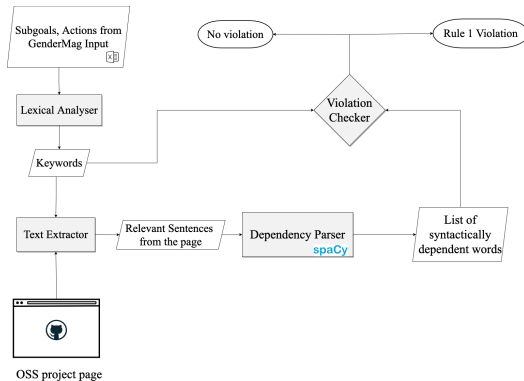 Subgoals, Actions from
GenderMag Input
No violation
Rule 1 Violation
Lexical Analyser
Violation
Checker
Keywords
Text Extractor
Relevant Sentences
from the page
Dependency Parser
spaCy
List of
syntactically
dependent words
OSS project page